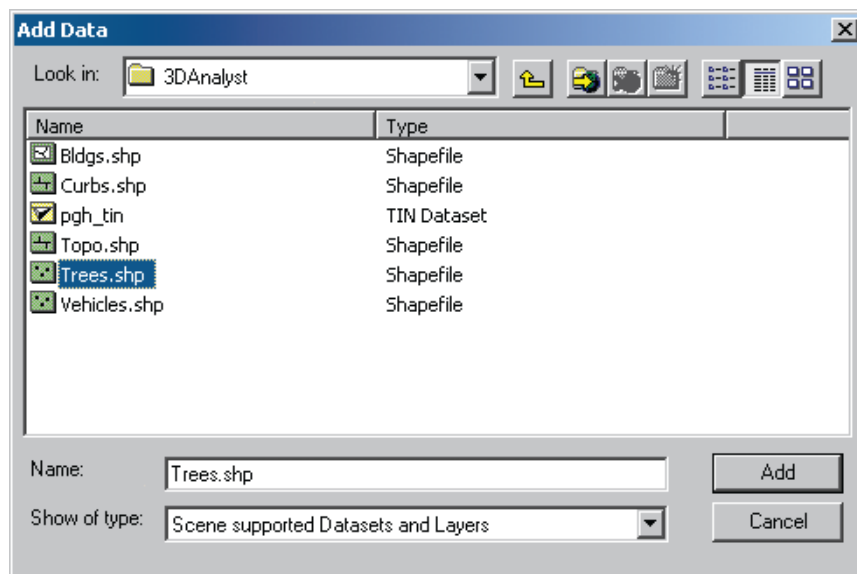 Add Data
Look in: 3DAnalyst
Name Type
Bldgs.shp Shapefile
Curbs.shp Shapefile
pgh_tin TIN Dataset
Topo.shp Shapefile
Trees.shp Shapefile
Vehicles.shp Shapefile
Name: Trees.shp Add
Show of type: Scene supported Datasets and Layers Cancel